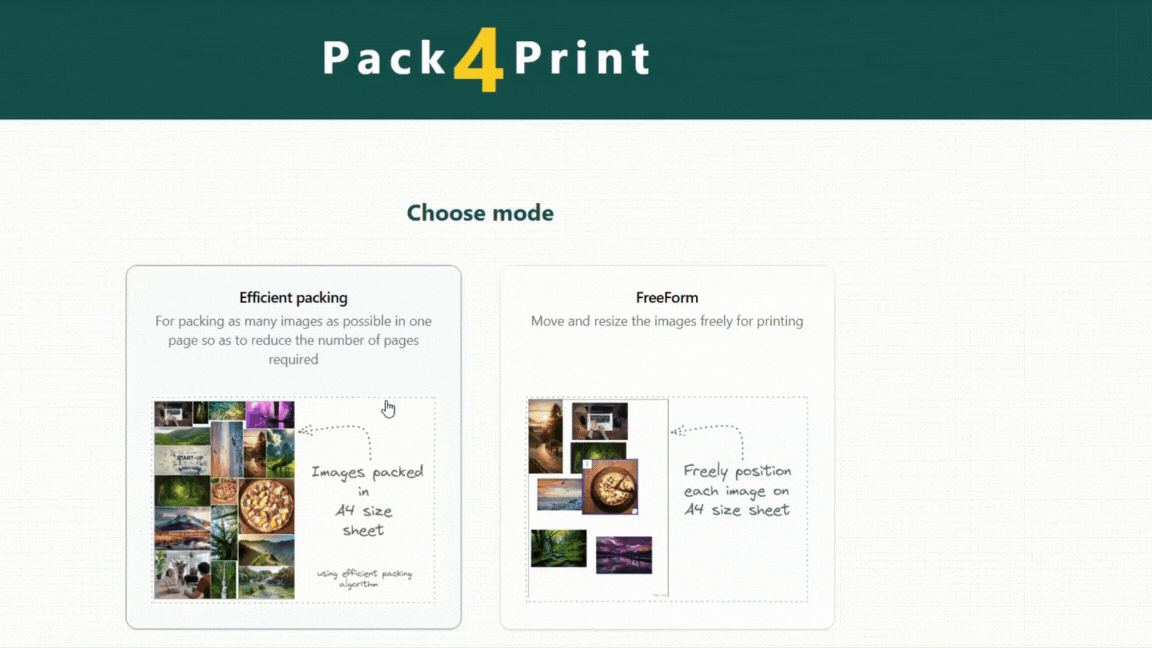 Pack4Print
Choose mode
Efficient packing
For packing as many images as possible in one
page so as to reduce the number of pages
required
START-UP
Images packed
in
A4 size
sheet
using efficient packing
algorithm
FreeForm
Move and resize the images freely for printing
Freely position
each image on
A4 size sheet